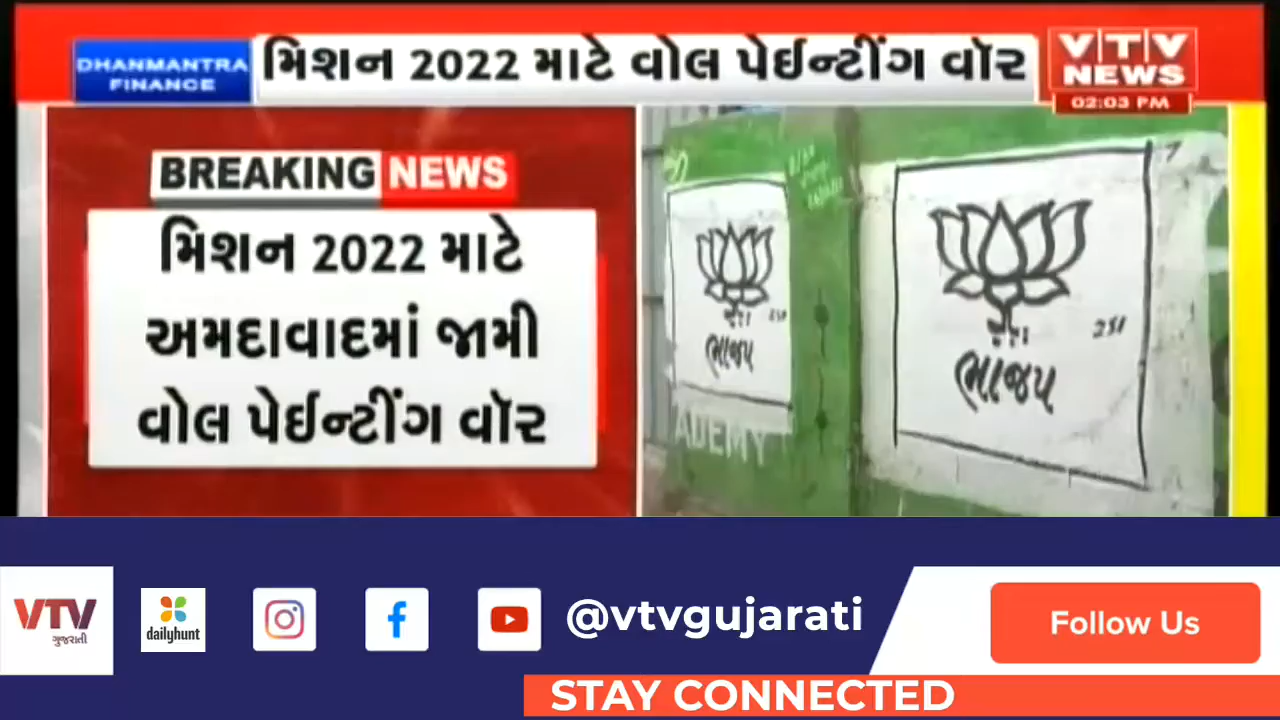 DHANMANTRA
FINANCE
મિશન 2022 માટે વોલ પેઈન્ટીંગ વૉર
VTV
NEWS
02:03 PM
BREAKING NEWS
મિશન 2022 માટે
અમદાવાદમાં જામી
વોલ પેઈન્ટીંગ વૉર
ભાજપ
ADEMY
251
ભાજપ
VTV
ગુજરાતી
dailyhunt
@vtvgujarati
Follow Us
STAY CONNECTED